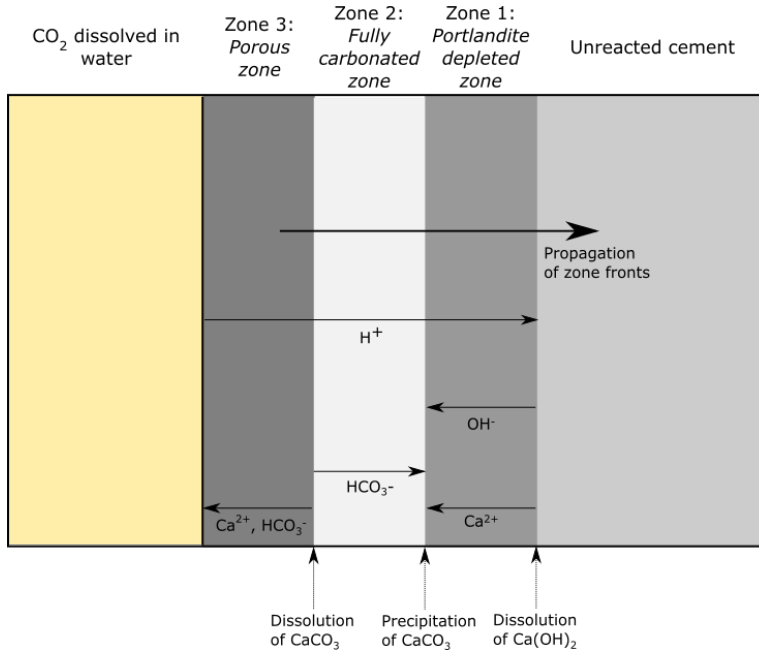 CO₂ dissolved in
water
Zone 3:
Porous
zone
Zone 2:
Fully
carbonated
zone
Zone 1:
Portlandite
depleted
zone
Unreacted cement
Propagation
of zone fronts
H⁺
OH⁻
HCO₃-
Ca²⁺, HCO₃⁻
Ca²⁺
Dissolution
of CaCO₃
Precipitation
of CaCO₃
Dissolution
of Ca(OH)₂